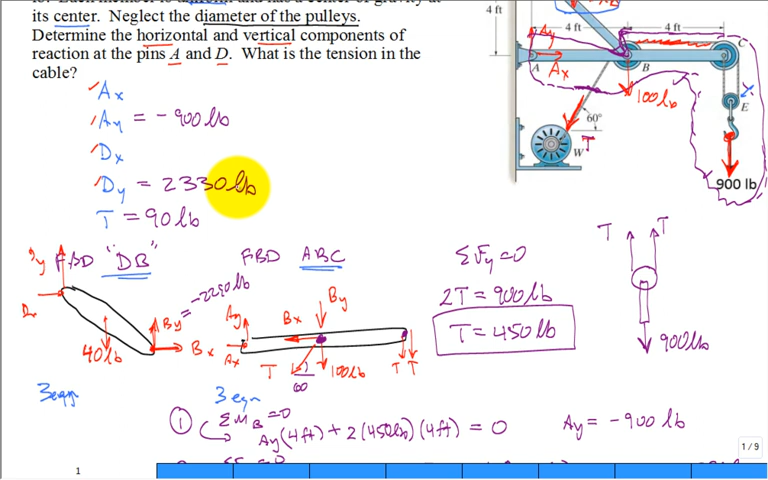 its center. Neglect the diameter of the pulleys.
Determine the horizontal and vertical components of
reaction at the pins A and D. What is the tension in the
cable?
Ax
Ay = -900 lb
Dx
Dy = 2330 lb
T = 90 lb
4 ft
4 ft
4 ft
Ay
A
Ax
B
C
100 lb
E
60°
T
W
900 lb
FBD "DB"
Dy
Dx
40 lb
By = -2250 lb
Bx
3 eqn
FBD ABC
Ay
Ax
Bx
By
T
60
100 lb
T T
3 eqn
ΣFy = 0
2T = 900 lb
T = 450 lb
T T
900 lb
① ΣM_B = 0
Ay (4 ft) + 2 (450 lb) (4 ft) = 0
Ay = -900 lb
1 / 9
1